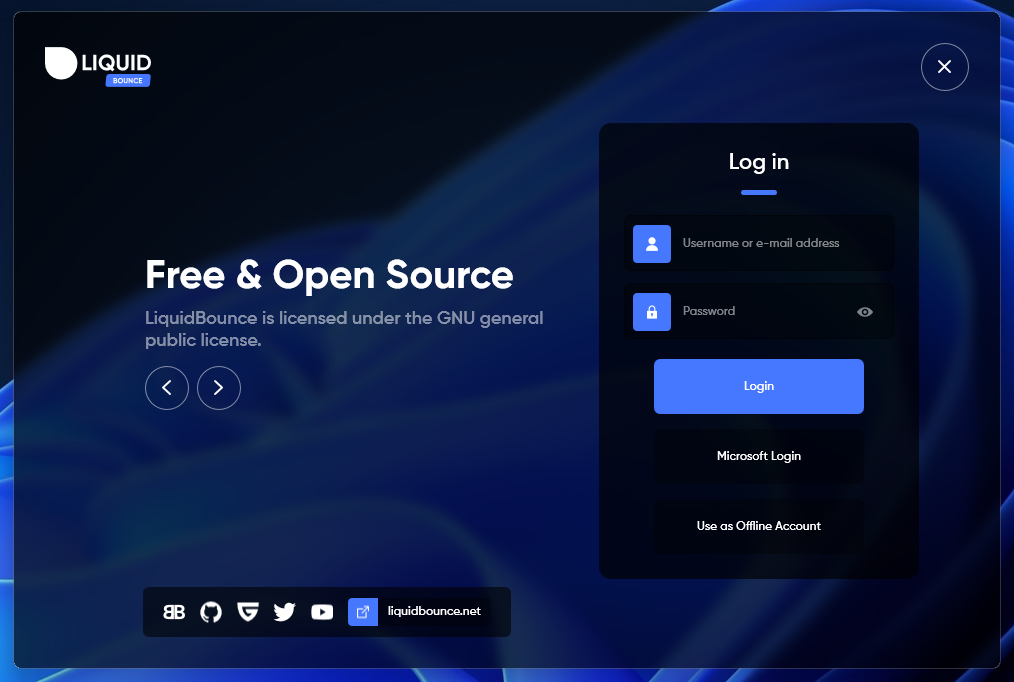 LIQUID
BOUNCE
Log in
Username or e-mail address
Password
Login
Microsoft Login
Use as Offline Account
Free & Open Source
LiquidBounce is licensed under the GNU general
public license.
BB
liquidbounce.net